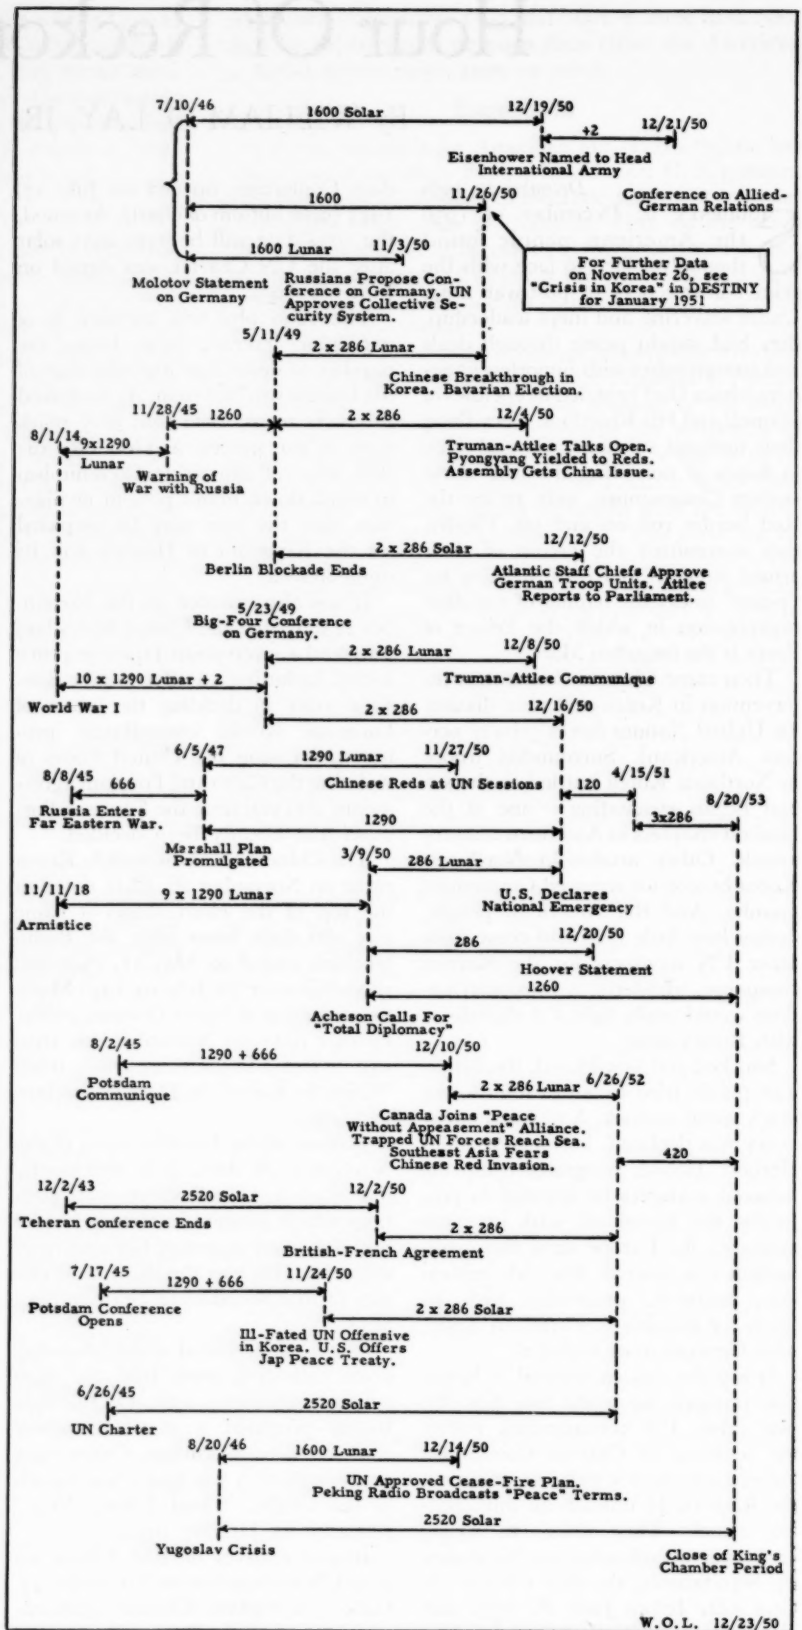 Hour Of Reckon
7/10/46
1600 Solar
12/19/50
+2
12/21/50
Eisenhower Named to Head
International Army
1600
11/26/50
Conference on Allied-
German Relations
1600 Lunar
11/3/50
Molotov Statement
on Germany
Russians Propose Con-
ference on Germany. UN
Approves Collective Se-
curity System.
For Further Data
on November 26, see
"Crisis in Korea" in DESTINY
for January 1951
5/11/49
2 x 286 Lunar
Chinese Breakthrough in
Korea. Bavarian Election.
11/28/45
1260
2 x 286
12/4/50
8/1/14
9x1290
Lunar
Warning of
War with Russia
Truman-Attlee Talks Open.
Pyongyang Yielded to Reds.
Assembly Gets China Issue.
2 x 286 Solar
12/12/50
Berlin Blockade Ends
Atlantic Staff Chiefs Approve
German Troop Units. Attlee
Reports to Parliament.
5/23/49
Big-Four Conference
on Germany.
2 x 286 Lunar
12/8/50
Truman-Attlee Communique
10 x 1290 Lunar + 2
World War I
2 x 286
12/16/50
6/5/47
1290 Lunar
11/27/50
8/8/45
666
Chinese Reds at UN Sessions
120
4/15/51
8/20/53
Russia Enters
Far Eastern War.
3x286
1290
Marshall Plan
Promulgated
3/9/50
286 Lunar
11/11/18
9 x 1290 Lunar
U.S. Declares
National Emergency
Armistice
286
12/20/50
Hoover Statement
1260
Acheson Calls For
"Total Diplomacy"
8/2/45
1290 + 666
12/10/50
Potsdam
Communique
2 x 286 Lunar
6/26/52
Canada Joins "Peace
Without Appeasement" Alliance.
Trapped UN Forces Reach Sea.
Southeast Asia Fears
Chinese Red Invasion.
420
12/2/43
2520 Solar
12/2/50
Teheran Conference Ends
2 x 286
British-French Agreement
7/17/45
1290 + 666
11/24/50
Potsdam Conference
Opens
2 x 286 Solar
Ill-Fated UN Offensive
in Korea. U.S. Offers
Jap Peace Treaty.
6/26/45
2520 Solar
UN Charter
8/20/46
1600 Lunar
12/14/50
UN Approved Cease-Fire Plan.
Peking Radio Broadcasts "Peace" Terms.
2520 Solar
Yugoslav Crisis
Close of King's
Chamber Period
W.O.L. 12/23/50